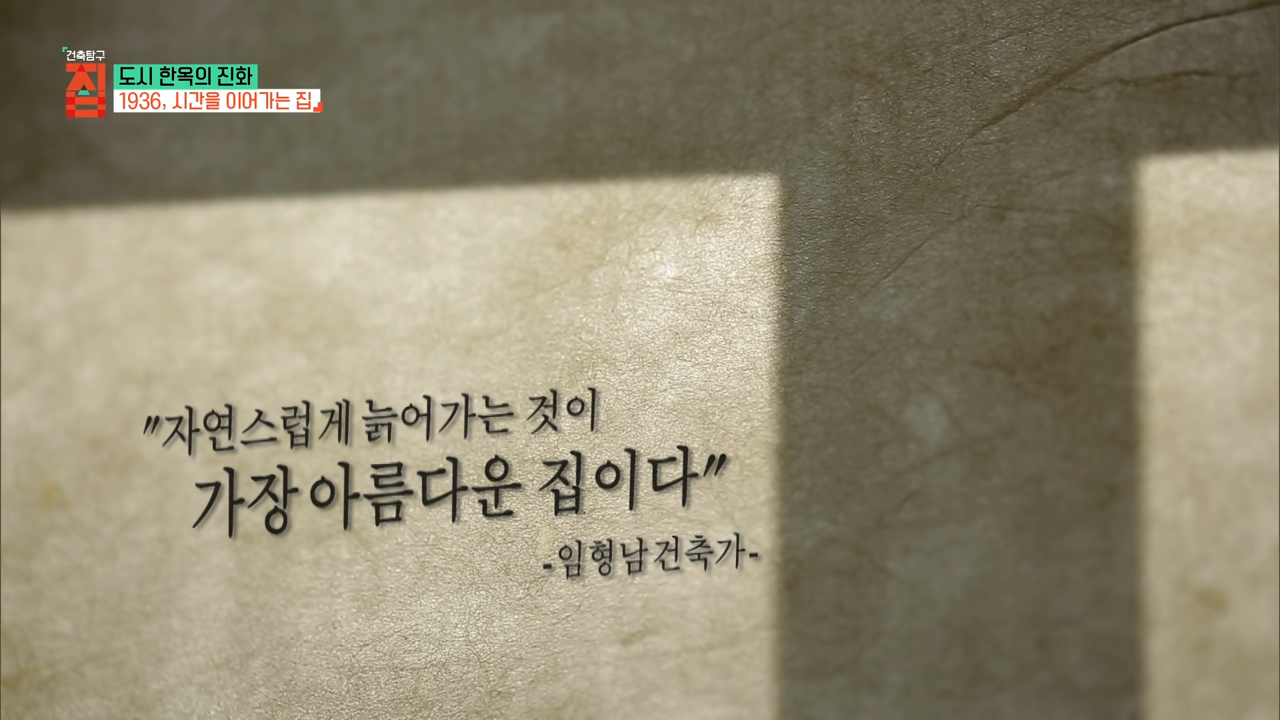 건축탐구
집
도시 한옥의 진화
1936, 시간을 이어가는 집
"자연스럽게 늙어가는 것이
가장 아름다운 집이다"
-임형남 건축가-